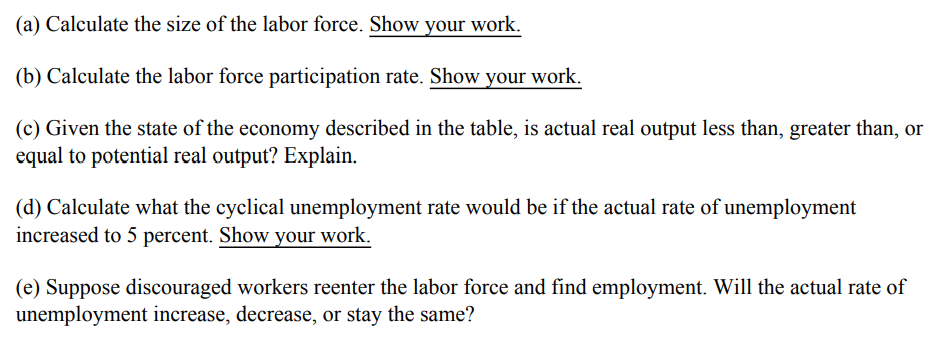 (a) Calculate the size of the labor force. Show your work.
(b) Calculate the labor force participation rate. Show your work.
(c) Given the state of the economy described in the table, is actual real output less than, greater than, or
equal to potential real output? Explain.
(d) Calculate what the cyclical unemployment rate would be if the actual rate of unemployment
increased to 5 percent. Show your work.
(e) Suppose discouraged workers reenter the labor force and find employment. Will the actual rate of
unemployment increase, decrease, or stay the same?